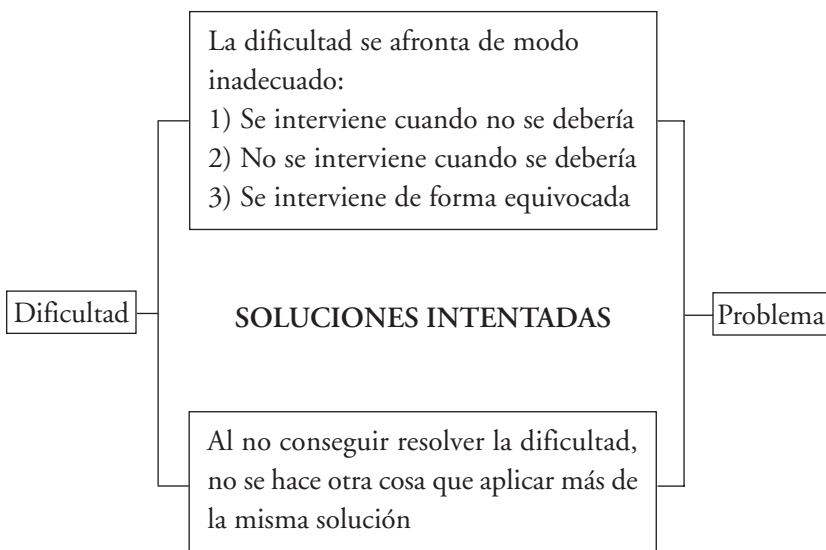 La dificultad se afronta de modo
inadecuado:
1) Se interviene cuando no se debería
2) No se interviene cuando se debería
3) Se interviene de forma equivocada
Dificultad
SOLUCIONES INTENTADAS
Problema
Al no conseguir resolver la dificultad,
no se hace otra cosa que aplicar más de
la misma solución